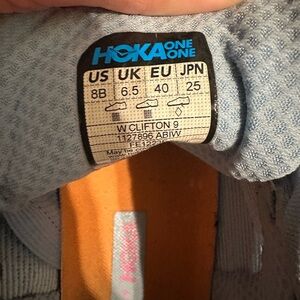 HOKA ONE ONE
US UK EU JPN
8B 6.5 40 25
W CLIFTON 9
1127896 ABIW